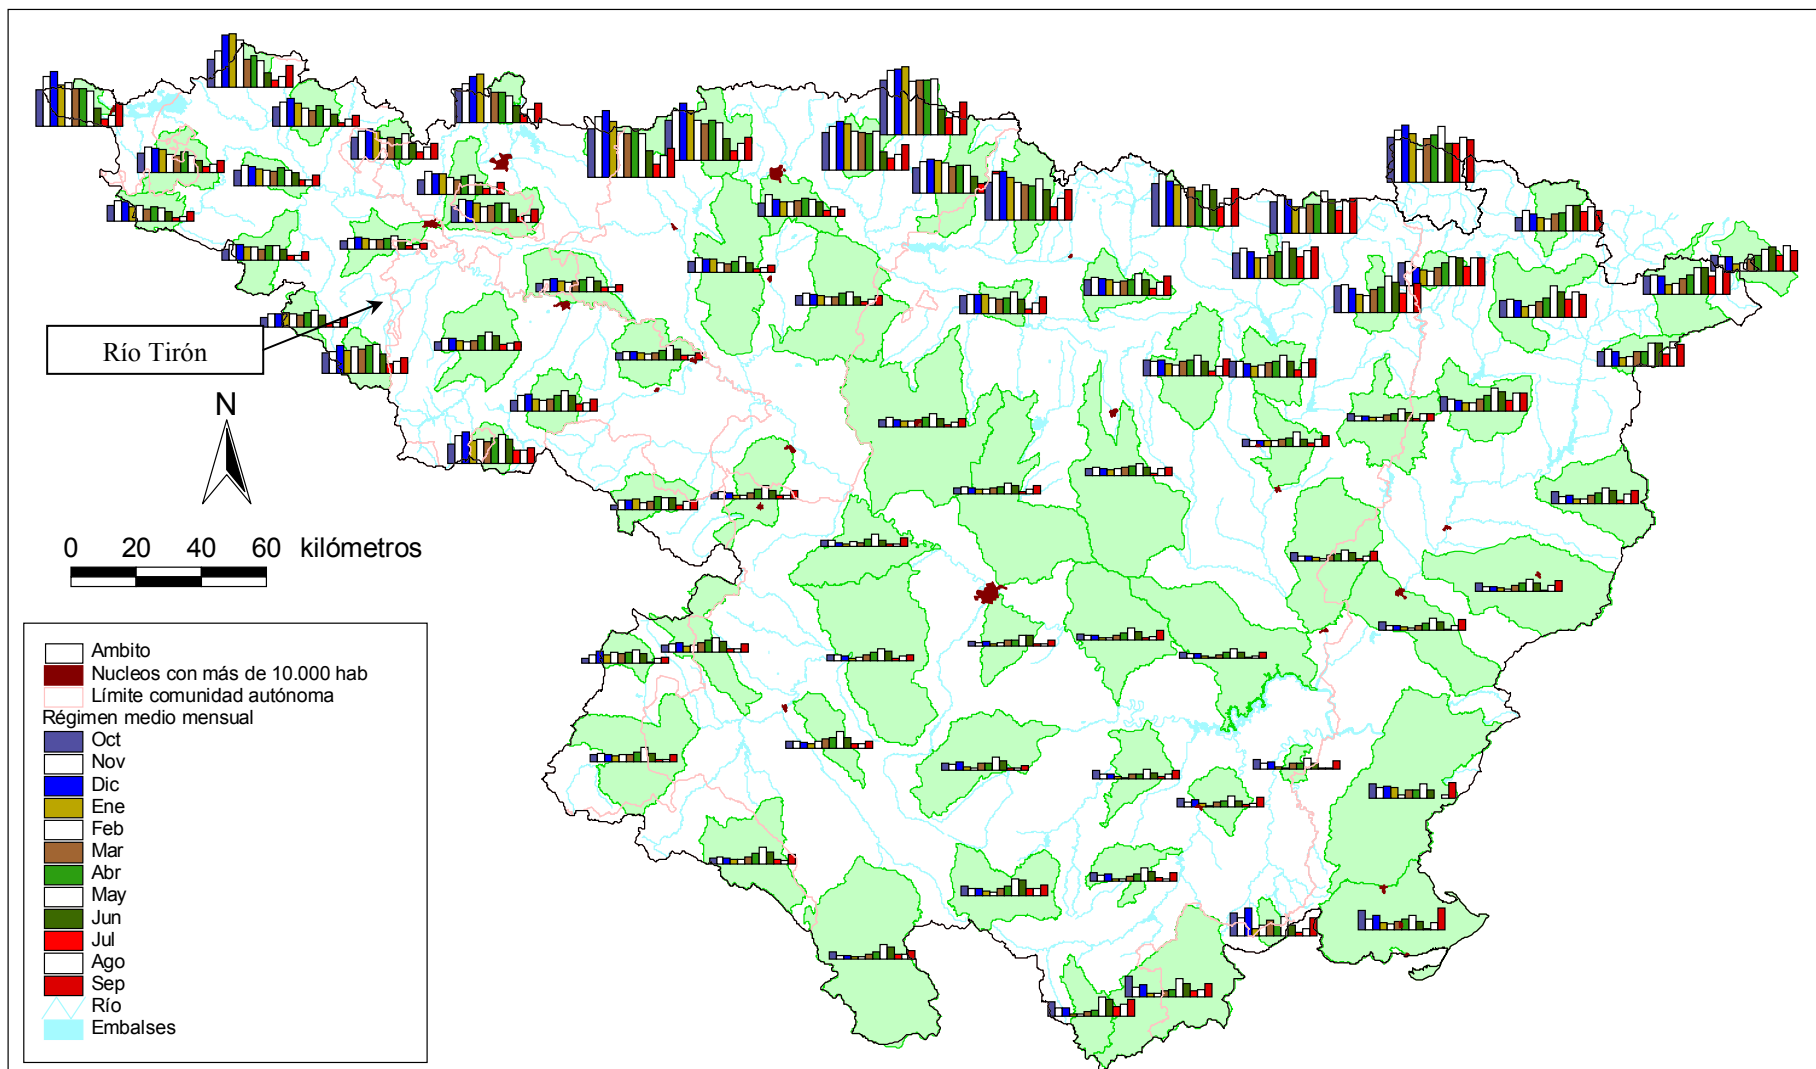 Río Tirón
N
0 20 40 60 kilómetros
Ambito
Nucleos con más de 10.000 hab
Límite comunidad autónoma
Régimen medio mensual
Oct
Nov
Dic
Ene
Feb
Mar
Abr
May
Jun
Jul
Ago
Sep
Río
Embalses